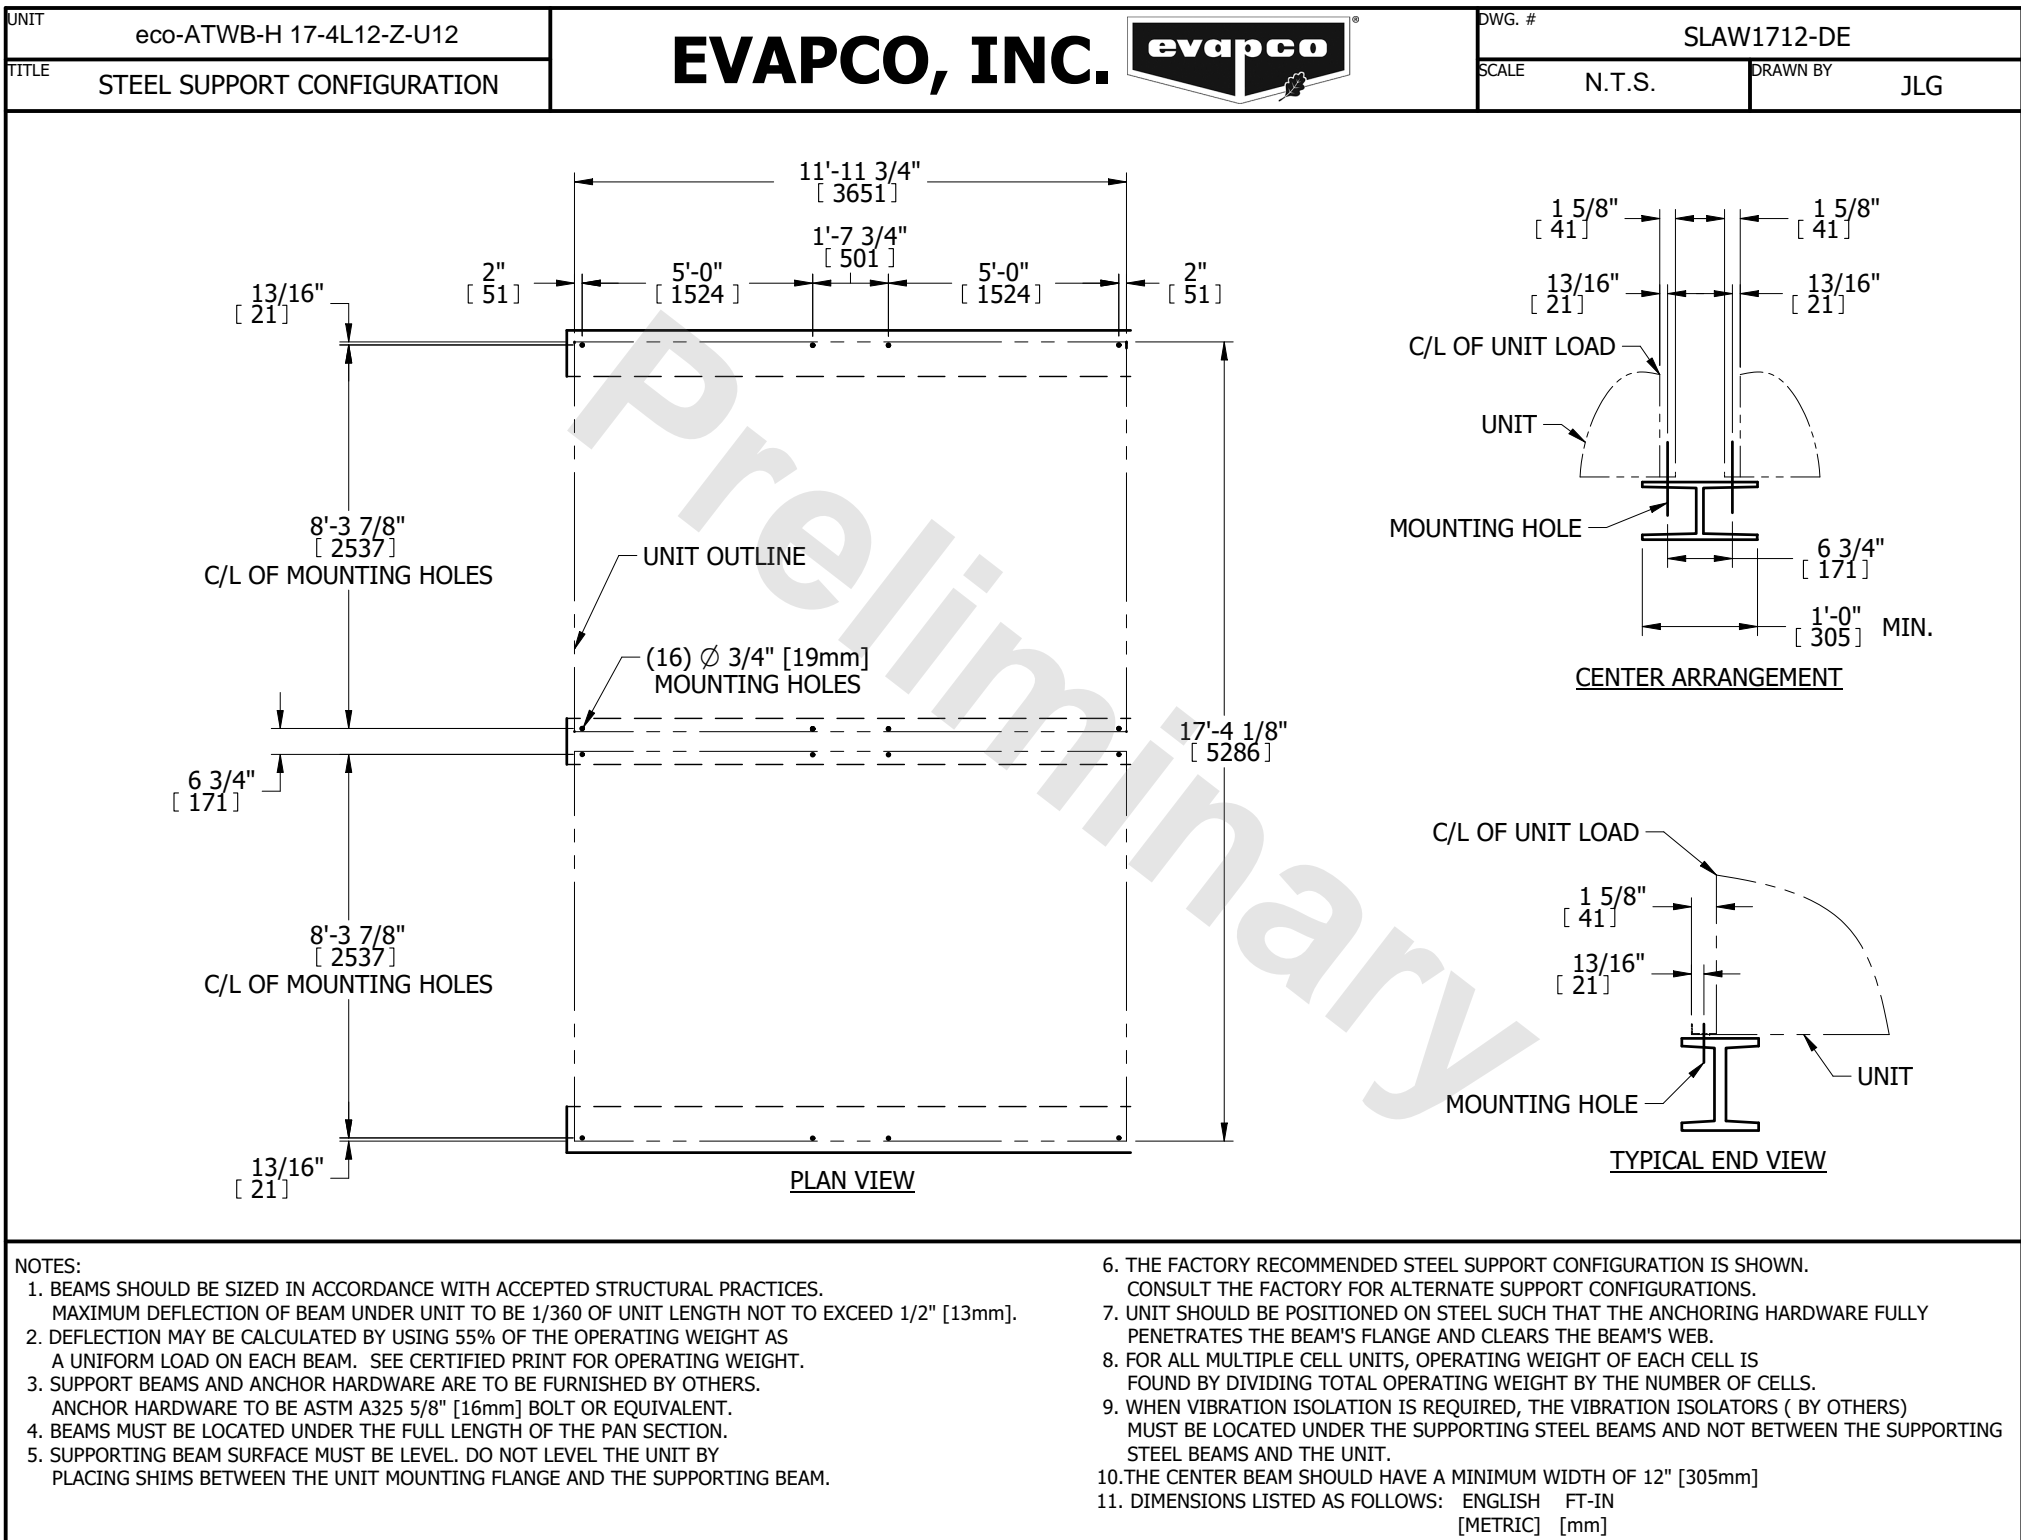 UNIT
eco-ATWB-H 17-4L12-Z-U12
TITLE
STEEL SUPPORT CONFIGURATION
EVAPCO, INC.
evapco
®
DWG. #
SLAW1712-DE
SCALE
N.T.S.
DRAWN BY
JLG
11'-11 3/4"
[ 3651 ]
1'-7 3/4"
[ 501 ]
2"
[ 51 ]
5'-0"
[ 1524 ]
5'-0"
[ 1524 ]
2"
[ 51 ]
13/16"
[ 21 ]
8'-3 7/8"
[ 2537 ]
C/L OF MOUNTING HOLES
UNIT OUTLINE
(16) Ø 3/4" [19mm]
MOUNTING HOLES
6 3/4"
[ 171 ]
17'-4 1/8"
[ 5286 ]
8'-3 7/8"
[ 2537 ]
C/L OF MOUNTING HOLES
13/16"
[ 21 ]
PLAN VIEW
Preliminary
1 5/8"
[ 41 ]
1 5/8"
[ 41 ]
13/16"
[ 21 ]
13/16"
[ 21 ]
C/L OF UNIT LOAD
UNIT
MOUNTING HOLE
6 3/4"
[ 171 ]
1'-0"
[ 305 ] MIN.
CENTER ARRANGEMENT
C/L OF UNIT LOAD
1 5/8"
[ 41 ]
13/16"
[ 21 ]
UNIT
MOUNTING HOLE
TYPICAL END VIEW
NOTES:
1. BEAMS SHOULD BE SIZED IN ACCORDANCE WITH ACCEPTED STRUCTURAL PRACTICES.
MAXIMUM DEFLECTION OF BEAM UNDER UNIT TO BE 1/360 OF UNIT LENGTH NOT TO EXCEED 1/2" [13mm].
2. DEFLECTION MAY BE CALCULATED BY USING 55% OF THE OPERATING WEIGHT AS
A UNIFORM LOAD ON EACH BEAM. SEE CERTIFIED PRINT FOR OPERATING WEIGHT.
3. SUPPORT BEAMS AND ANCHOR HARDWARE ARE TO BE FURNISHED BY OTHERS.
ANCHOR HARDWARE TO BE ASTM A325 5/8" [16mm] BOLT OR EQUIVALENT.
4. BEAMS MUST BE LOCATED UNDER THE FULL LENGTH OF THE PAN SECTION.
5. SUPPORTING BEAM SURFACE MUST BE LEVEL. DO NOT LEVEL THE UNIT BY
PLACING SHIMS BETWEEN THE UNIT MOUNTING FLANGE AND THE SUPPORTING BEAM.
6. THE FACTORY RECOMMENDED STEEL SUPPORT CONFIGURATION IS SHOWN.
CONSULT THE FACTORY FOR ALTERNATE SUPPORT CONFIGURATIONS.
7. UNIT SHOULD BE POSITIONED ON STEEL SUCH THAT THE ANCHORING HARDWARE FULLY
PENETRATES THE BEAM'S FLANGE AND CLEARS THE BEAM'S WEB.
8. FOR ALL MULTIPLE CELL UNITS, OPERATING WEIGHT OF EACH CELL IS
FOUND BY DIVIDING TOTAL OPERATING WEIGHT BY THE NUMBER OF CELLS.
9. WHEN VIBRATION ISOLATION IS REQUIRED, THE VIBRATION ISOLATORS ( BY OTHERS)
MUST BE LOCATED UNDER THE SUPPORTING STEEL BEAMS AND NOT BETWEEN THE SUPPORTING
STEEL BEAMS AND THE UNIT.
10.THE CENTER BEAM SHOULD HAVE A MINIMUM WIDTH OF 12" [305mm]
11. DIMENSIONS LISTED AS FOLLOWS: ENGLISH FT-IN
[METRIC] [mm]